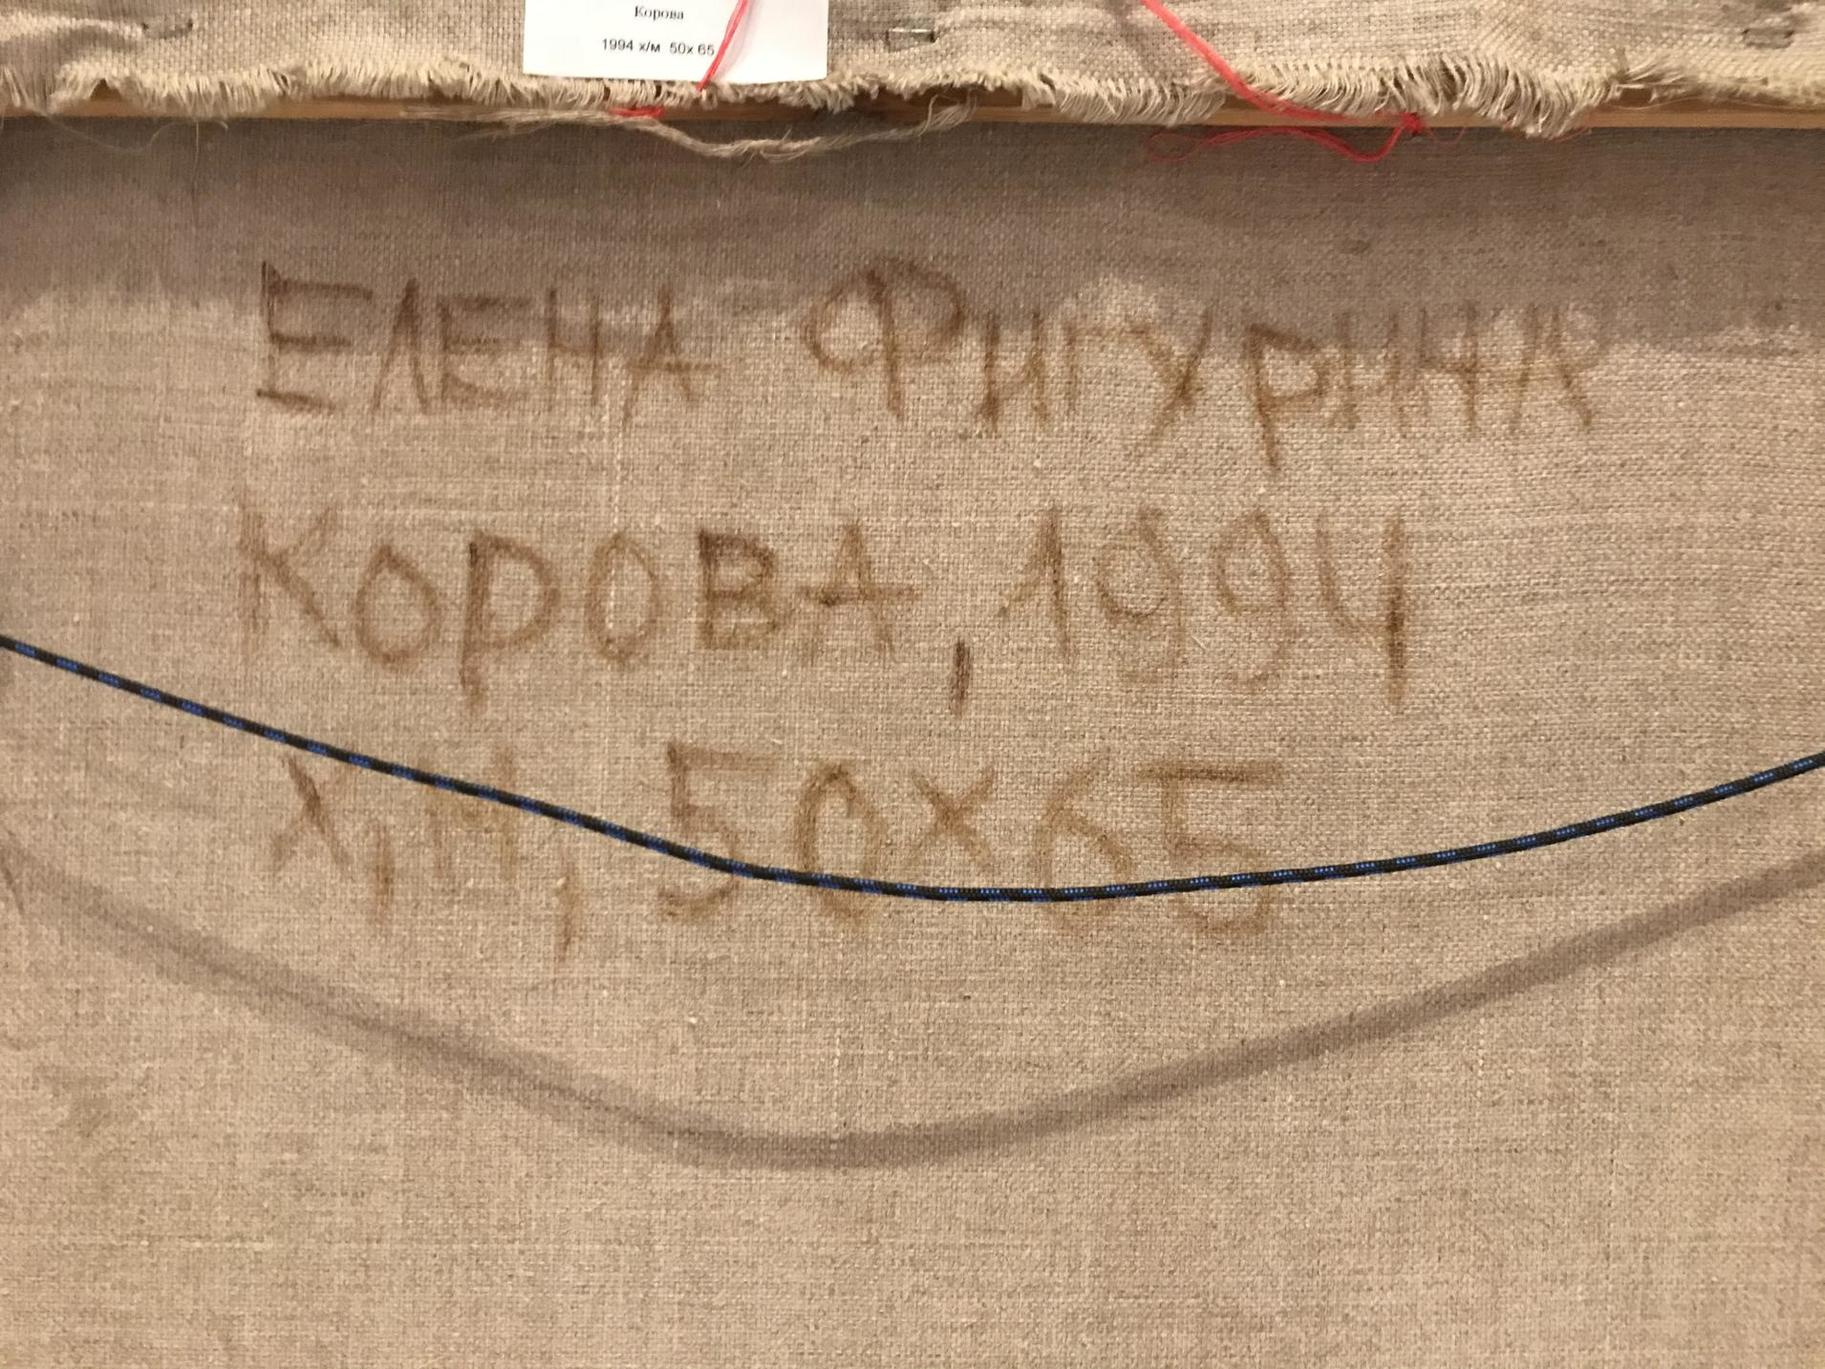 Корова
1994 х/м 50х 65
ЕЛЕНА ФИГУРИНА
КОРОВА, 1994
Х, М, 50Х65